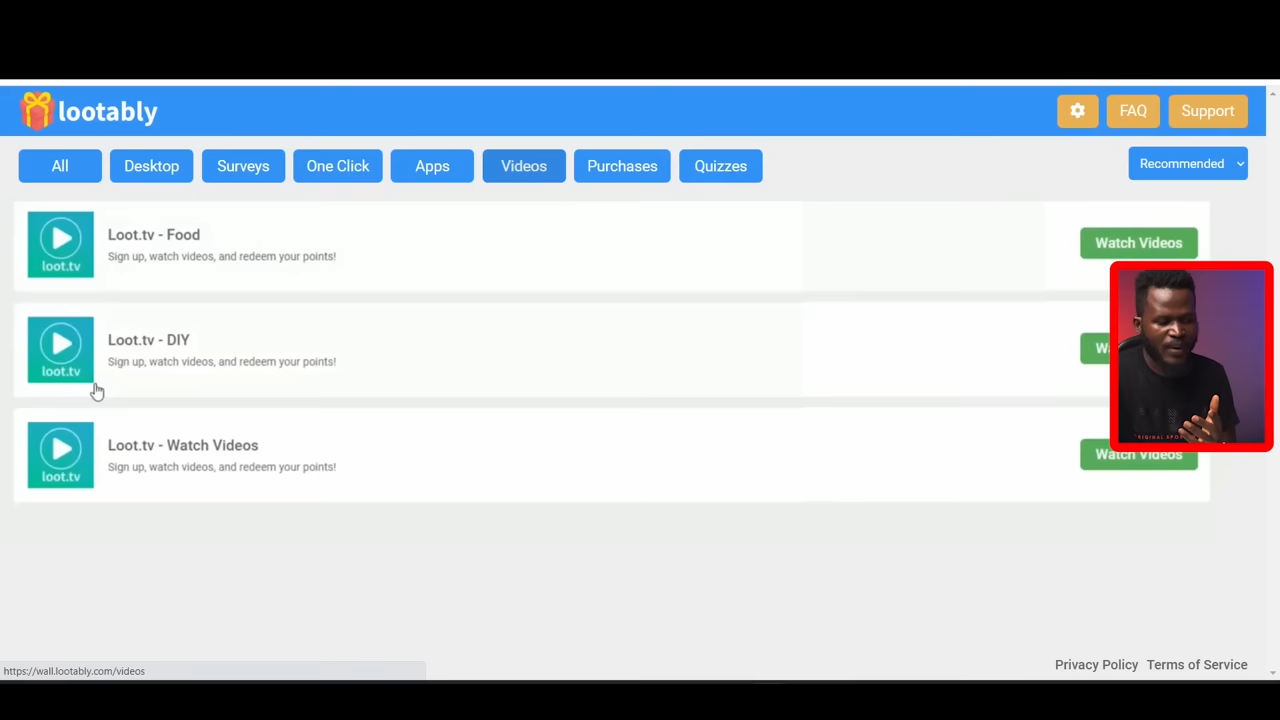 lootably
FAQ
Support
All
Desktop
Surveys
One Click
Apps
Videos
Purchases
Quizzes
Recommended
loot.tv
Loot.tv - Food
Sign up, watch videos, and redeem your points!
Watch Videos
loot.tv
Loot.tv - DIY
Sign up, watch videos, and redeem your points!
loot.tv
Loot.tv - Watch Videos
Sign up, watch videos, and redeem your points!
Watch Videos
https://wall.lootably.com/videos
Privacy Policy
Terms of Service